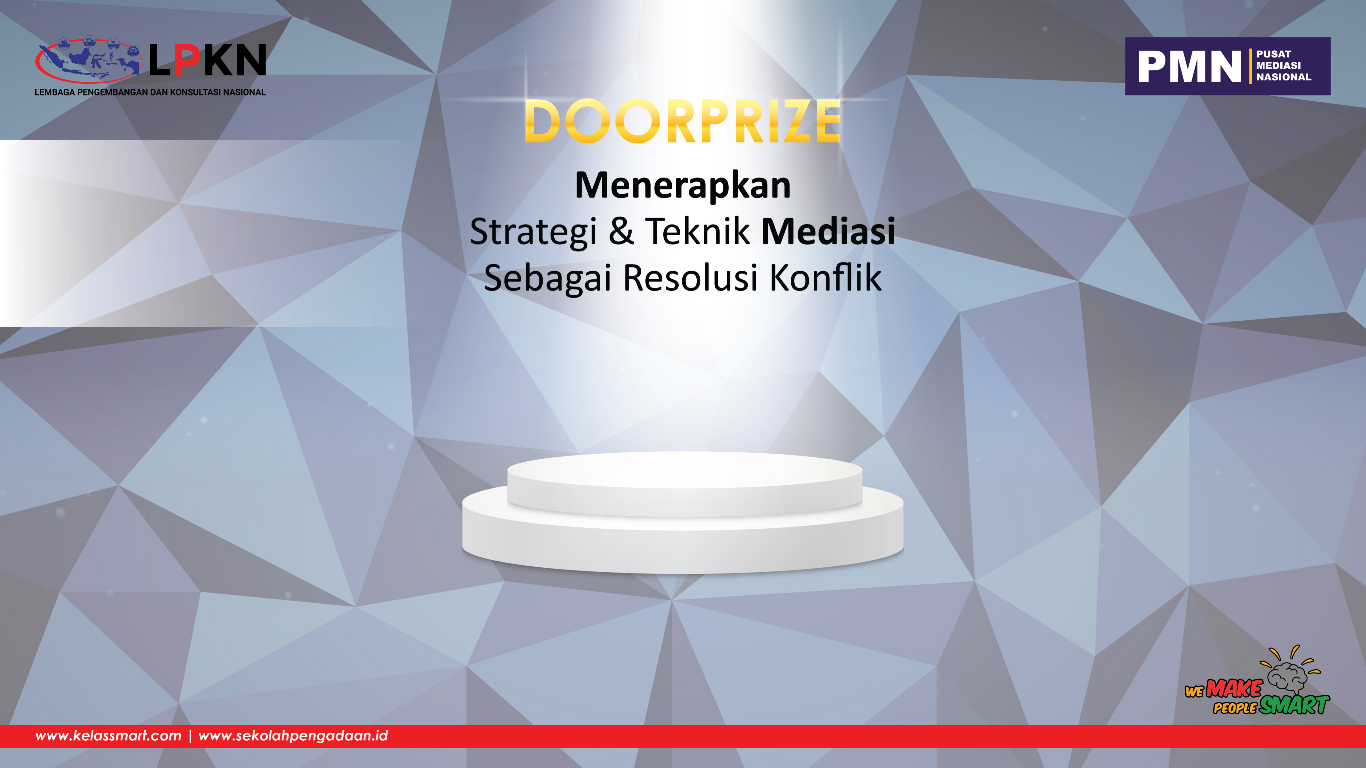 LPKN
LEMBAGA PENGEMBANGAN DAN KONSULTASI NASIONAL
PMN
PUSAT
MEDIASI
NASIONAL
DOORPRIZE
Menerapkan
Strategi & Teknik Mediasi
Sebagai Resolusi Konflik
WE MAKE
PEOPLE SMART
www.kelassmart.com | www.sekolahpengadaan.id